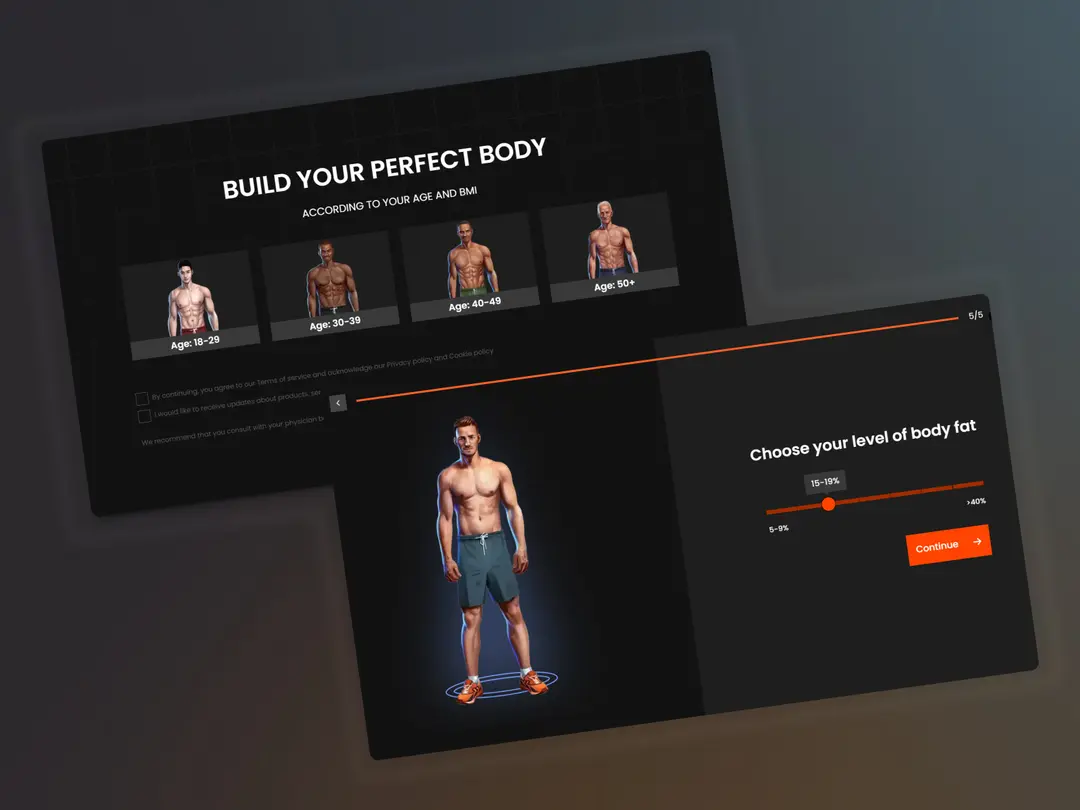 BUILD YOUR PERFECT BODY
ACCORDING TO YOUR AGE AND BMI
Age: 18-29
Age: 30-39
Age: 40-49
Age: 50+
By continuing, you agree to our Terms of service and acknowledge our Privacy policy and Cookie policy
I would like to receive updates about products, ser
We recommend that you consult with your physician b
5/5
Choose your level of body fat
15-19%
5-9%
>40%
Continue